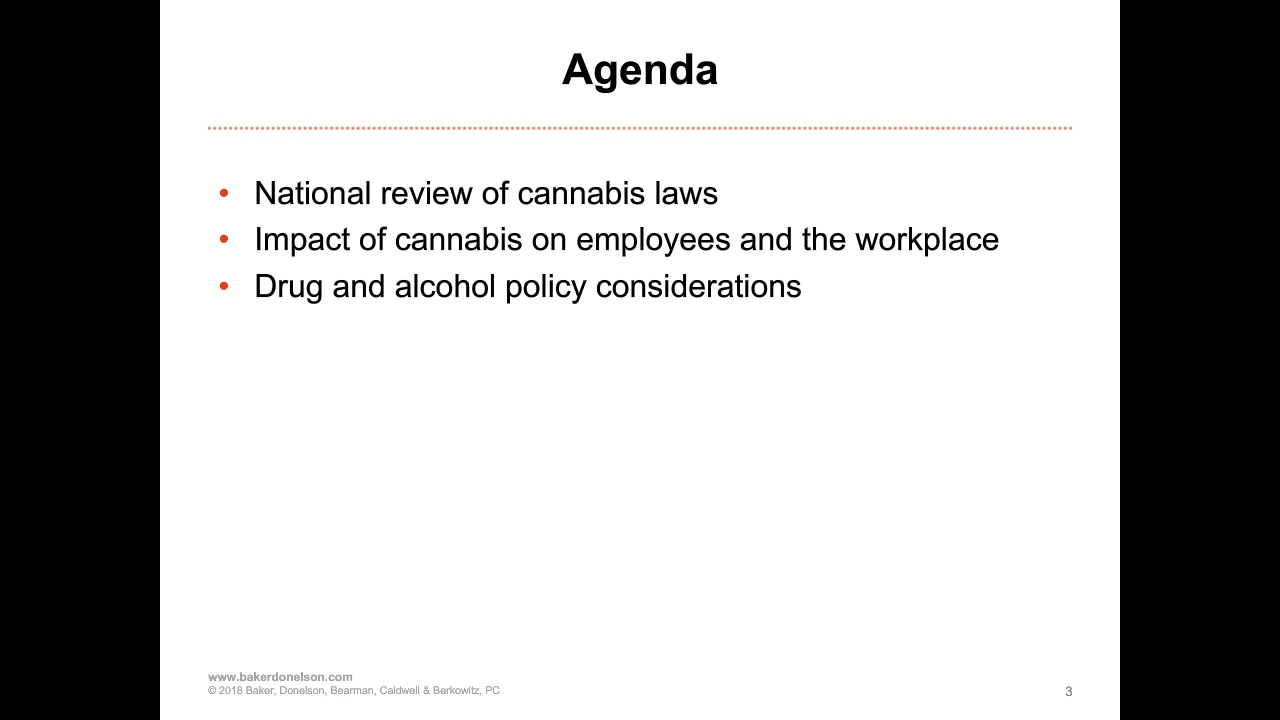 Agenda
• National review of cannabis laws
• Impact of cannabis on employees and the workplace
• Drug and alcohol policy considerations
www.bakerdonelson.com
© 2018 Baker, Donelson, Bearman, Caldwell & Berkowitz, PC
3